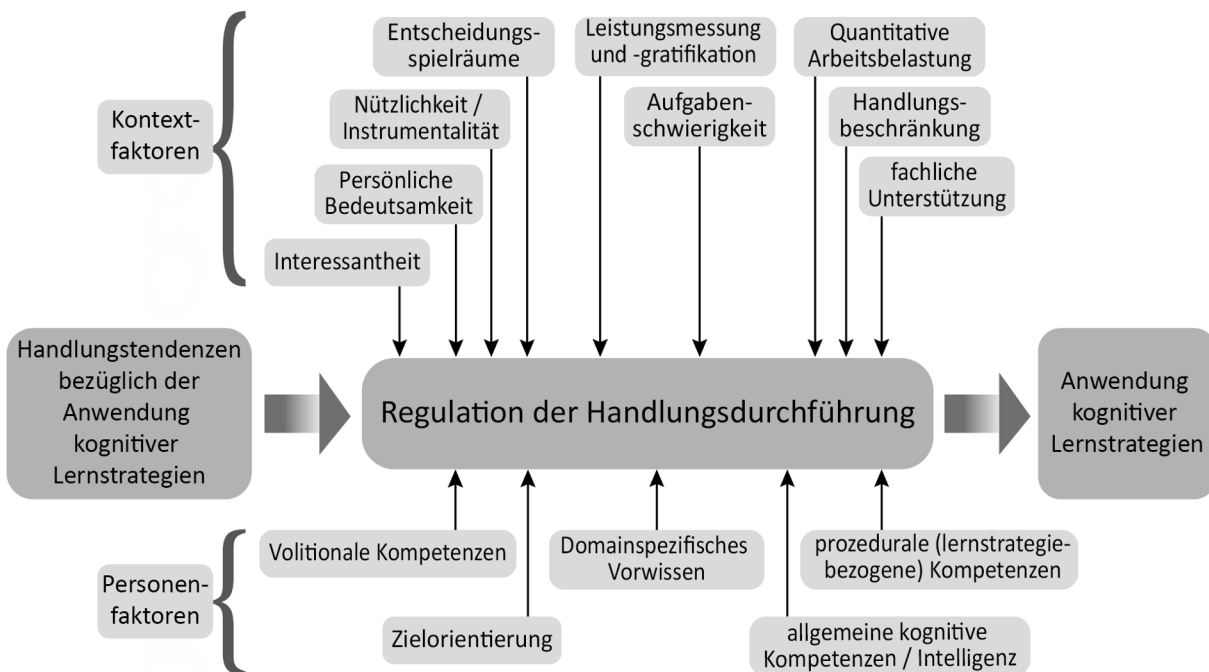 Entscheidungs-
spielräume
Leistungsmessung
und -gratifikation
Quantitative
Arbeitsbelastung
Kontext-
faktoren
Nützlichkeit /
Instrumentalität
Aufgaben-
schwierigkeit
Handlungs-
beschränkung
Persönliche
Bedeutsamkeit
fachliche
Unterstützung
Interessantheit
Handlungstendenzen
bezüglich der
Anwendung
kognitiver
Lernstrategien
Regulation der Handlungsdurchführung
Anwendung
kognitiver
Lernstrategien
Personen-
faktoren
Volitionale Kompetenzen
Domainspezifisches
Vorwissen
prozedurale (lernstrategie-
bezogene) Kompetenzen
Zielorientierung
allgemeine kognitive
Kompetenzen / Intelligenz